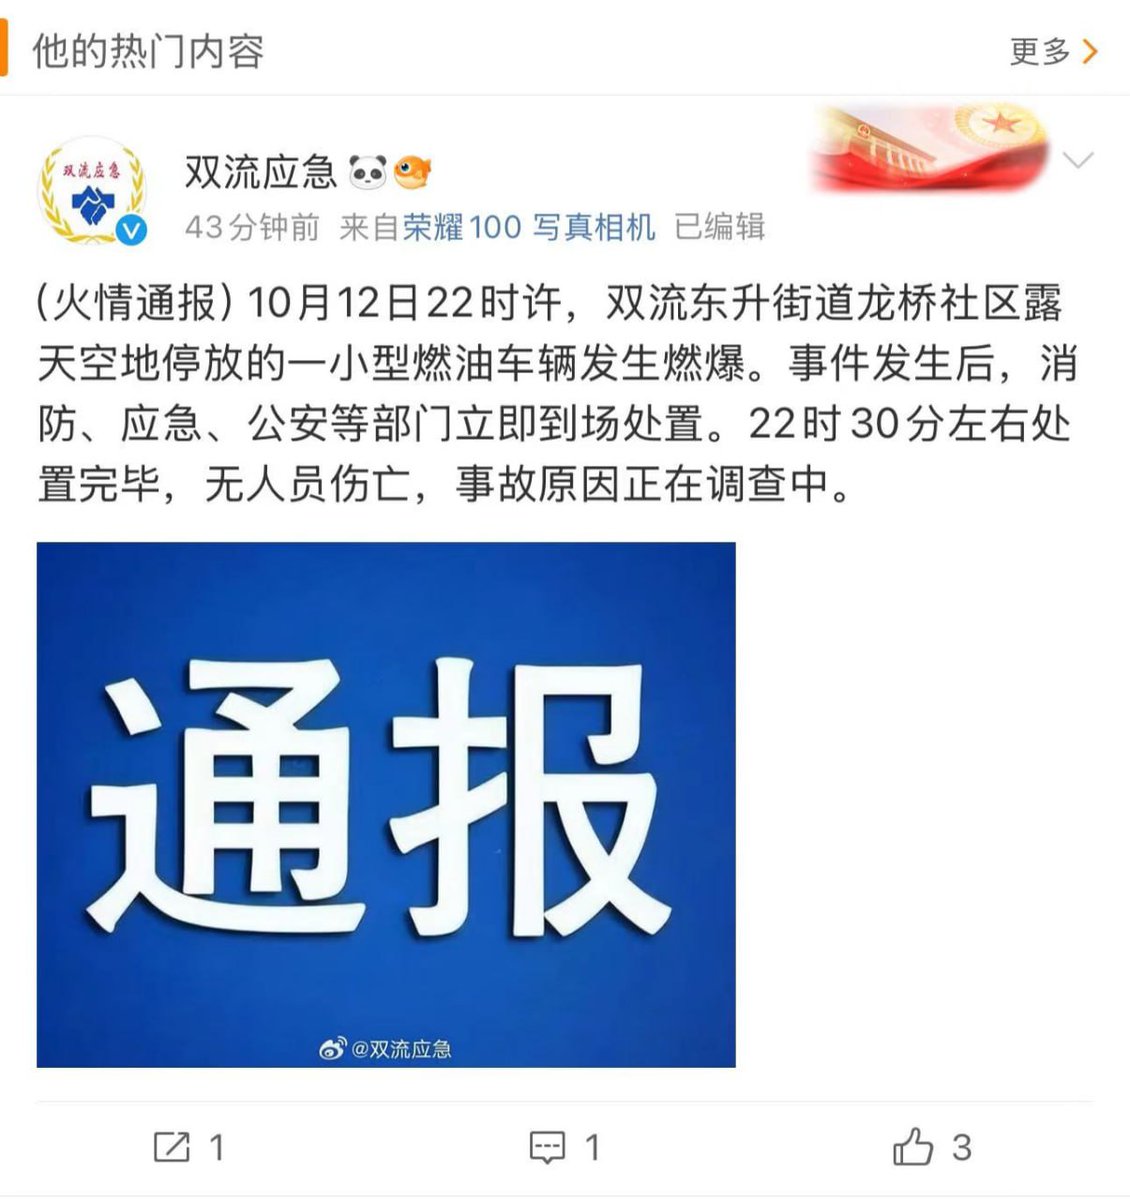 他的热门内容
更多
双流应急
双流应急
43分钟前 来自荣耀100 写真相机 已编辑
(火情通报) 10月12日22时许，双流东升街道龙桥社区露
天空地停放的一小型燃油车辆发生燃爆。事件发生后，消
防、应急、公安等部门立即到场处置。22时30分左右处
置完毕，无人员伤亡，事故原因正在调查中。
通报
@双流应急
1
1
3